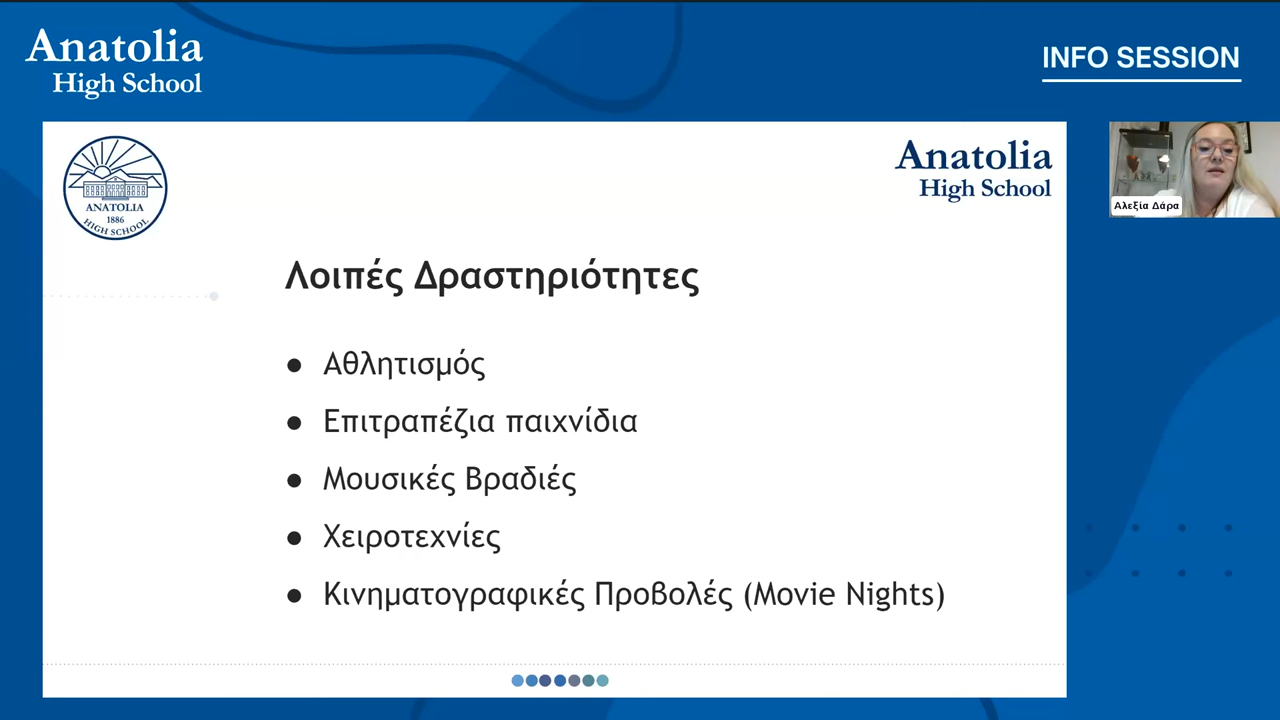 Anatolia
High School
INFO SESSION
ANATOLIA
1886
HIGH SCHOOL
Anatolia
High School
Αλεξία Δάρα
Λοιπές Δραστηριότητες
● Αθλητισμός
● Επιτραπέζια παιχνίδια
● Μουσικές Βραδιές
● Χειροτεχνίες
● Κινηματογραφικές Προβολές (Movie Nights)